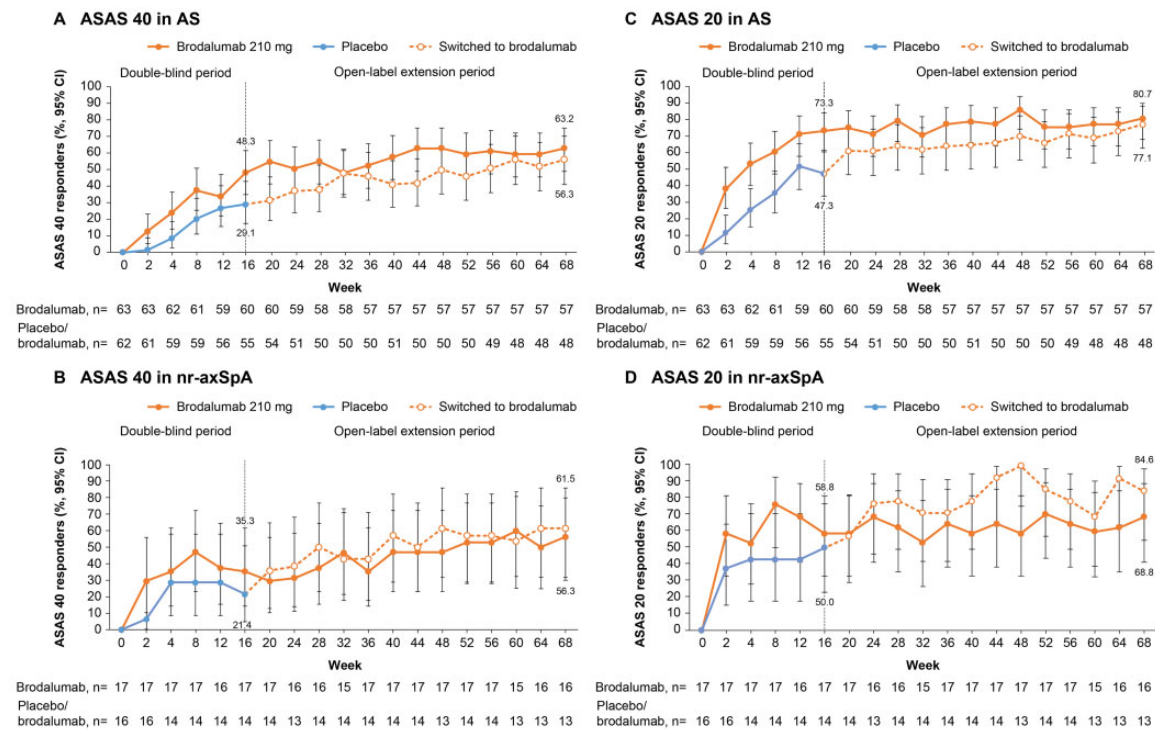 A ASAS 40 in AS
Brodalumab 210 mg Placebo Switched to brodalumab
Double-blind period Open-label extension period
ASAS 40 responders (%, 95% CI)
100
90
80
70
60
50
40
30
20
10
0
48.3
29.1
63.2
56.3
0 2 4 8 12 16 20 24 28 32 36 40 44 48 52 56 60 64 68
Week
Brodalumab, n= 63 63 62 61 59 60 60 59 58 58 57 57 57 57 57 57 57 57 57
Placebo/
brodalumab, n= 62 61 59 59 56 55 54 51 50 50 50 51 50 50 50 49 48 48 48
B ASAS 40 in nr-axSpA
Brodalumab 210 mg Placebo Switched to brodalumab
Double-blind period Open-label extension period
ASAS 40 responders (%, 95% CI)
100
90
80
70
60
50
40
30
20
10
0
35.3
21.4
61.5
56.3
0 2 4 8 12 16 20 24 28 32 36 40 44 48 52 56 60 64 68
Week
Brodalumab, n= 17 17 17 17 16 17 17 16 16 15 17 17 17 17 17 17 15 16 16
Placebo/
brodalumab, n= 16 16 14 14 14 14 14 13 14 14 14 14 14 13 14 14 13 13 13
C ASAS 20 in AS
Brodalumab 210 mg Placebo Switched to brodalumab
Double-blind period Open-label extension period
ASAS 20 responders (%, 95% CI)
100
90
80
70
60
50
40
30
20
10
0
73.3
47.3
80.7
77.1
0 2 4 8 12 16 20 24 28 32 36 40 44 48 52 56 60 64 68
Week
Brodalumab, n= 63 63 62 61 59 60 60 59 58 58 57 57 57 57 57 57 57 57 57
Placebo/
brodalumab, n= 62 61 59 59 56 55 54 51 50 50 50 51 50 50 50 49 48 48 48
D ASAS 20 in nr-axSpA
Brodalumab 210 mg Placebo Switched to brodalumab
Double-blind period Open-label extension period
ASAS 20 responders (%, 95% CI)
100
90
80
70
60
50
40
30
20
10
0
58.8
50.0
84.6
68.8
0 2 4 8 12 16 20 24 28 32 36 40 44 48 52 56 60 64 68
Week
Brodalumab, n= 17 17 17 17 16 17 17 16 16 15 17 17 17 17 17 17 15 16 16
Placebo/
brodalumab, n= 16 16 14 14 14 14 14 13 14 14 14 14 14 13 14 14 13 13 13